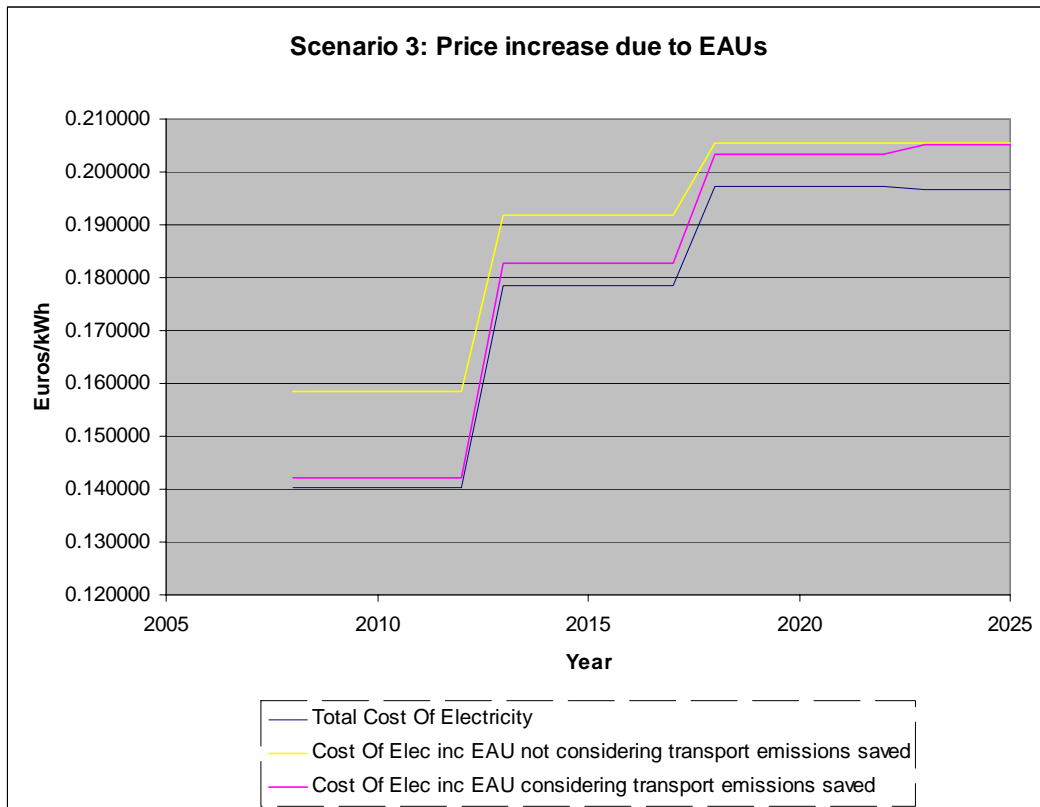 Scenario 3: Price increase due to EAUs
0.210000
0.200000
0.190000
0.180000
0.170000
0.160000
0.150000
0.140000
0.130000
0.120000
Euros/kWh
2005 2010 2015 2020 2025
Year
Total Cost Of Electricity
Cost Of Elec inc EAU not considering transport emissions saved
Cost Of Elec inc EAU considering transport emissions saved